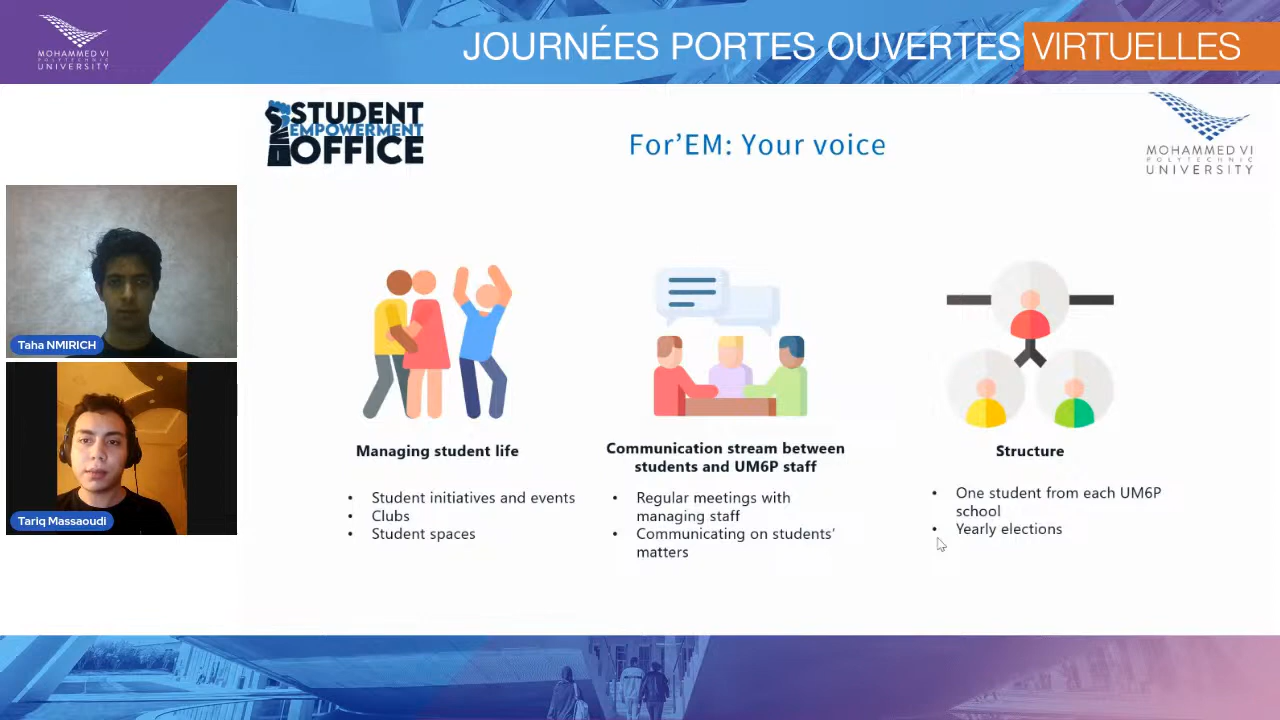 MOHAMMED VI
POLYTECHNIC
UNIVERSITY
JOURNÉES PORTES OUVERTES VIRTUELLES
STUDENT
EMPOWERMENT
OFFICE
For’EM: Your voice
MOHAMMED VI
POLYTECHNIC
UNIVERSITY
Taha NMIRICH
Tariq Massaoudi
Managing student life
• Student initiatives and events
• Clubs
• Student spaces
Communication stream between
students and UM6P staff
• Regular meetings with
managing staff
• Communicating on students’
matters
Structure
• One student from each UM6P
school
• Yearly elections